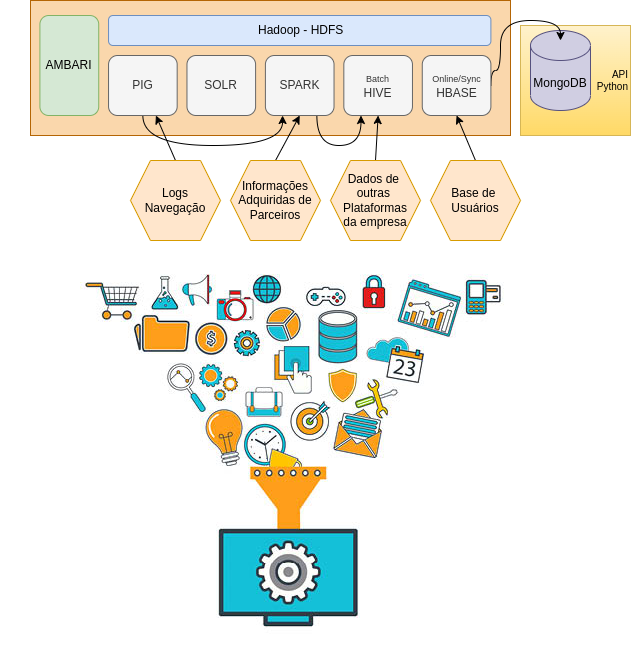 Hadoop - HDFS
AMBARI
PIG
SOLR
SPARK
Batch
HIVE
Online/Sync
HBASE
MongoDB
API
Python
Logs
Navegação
Informações
Adquiridas de
Parceiros
Dados de
outras
Plataformas
da empresa
Base de
Usuários
$
23